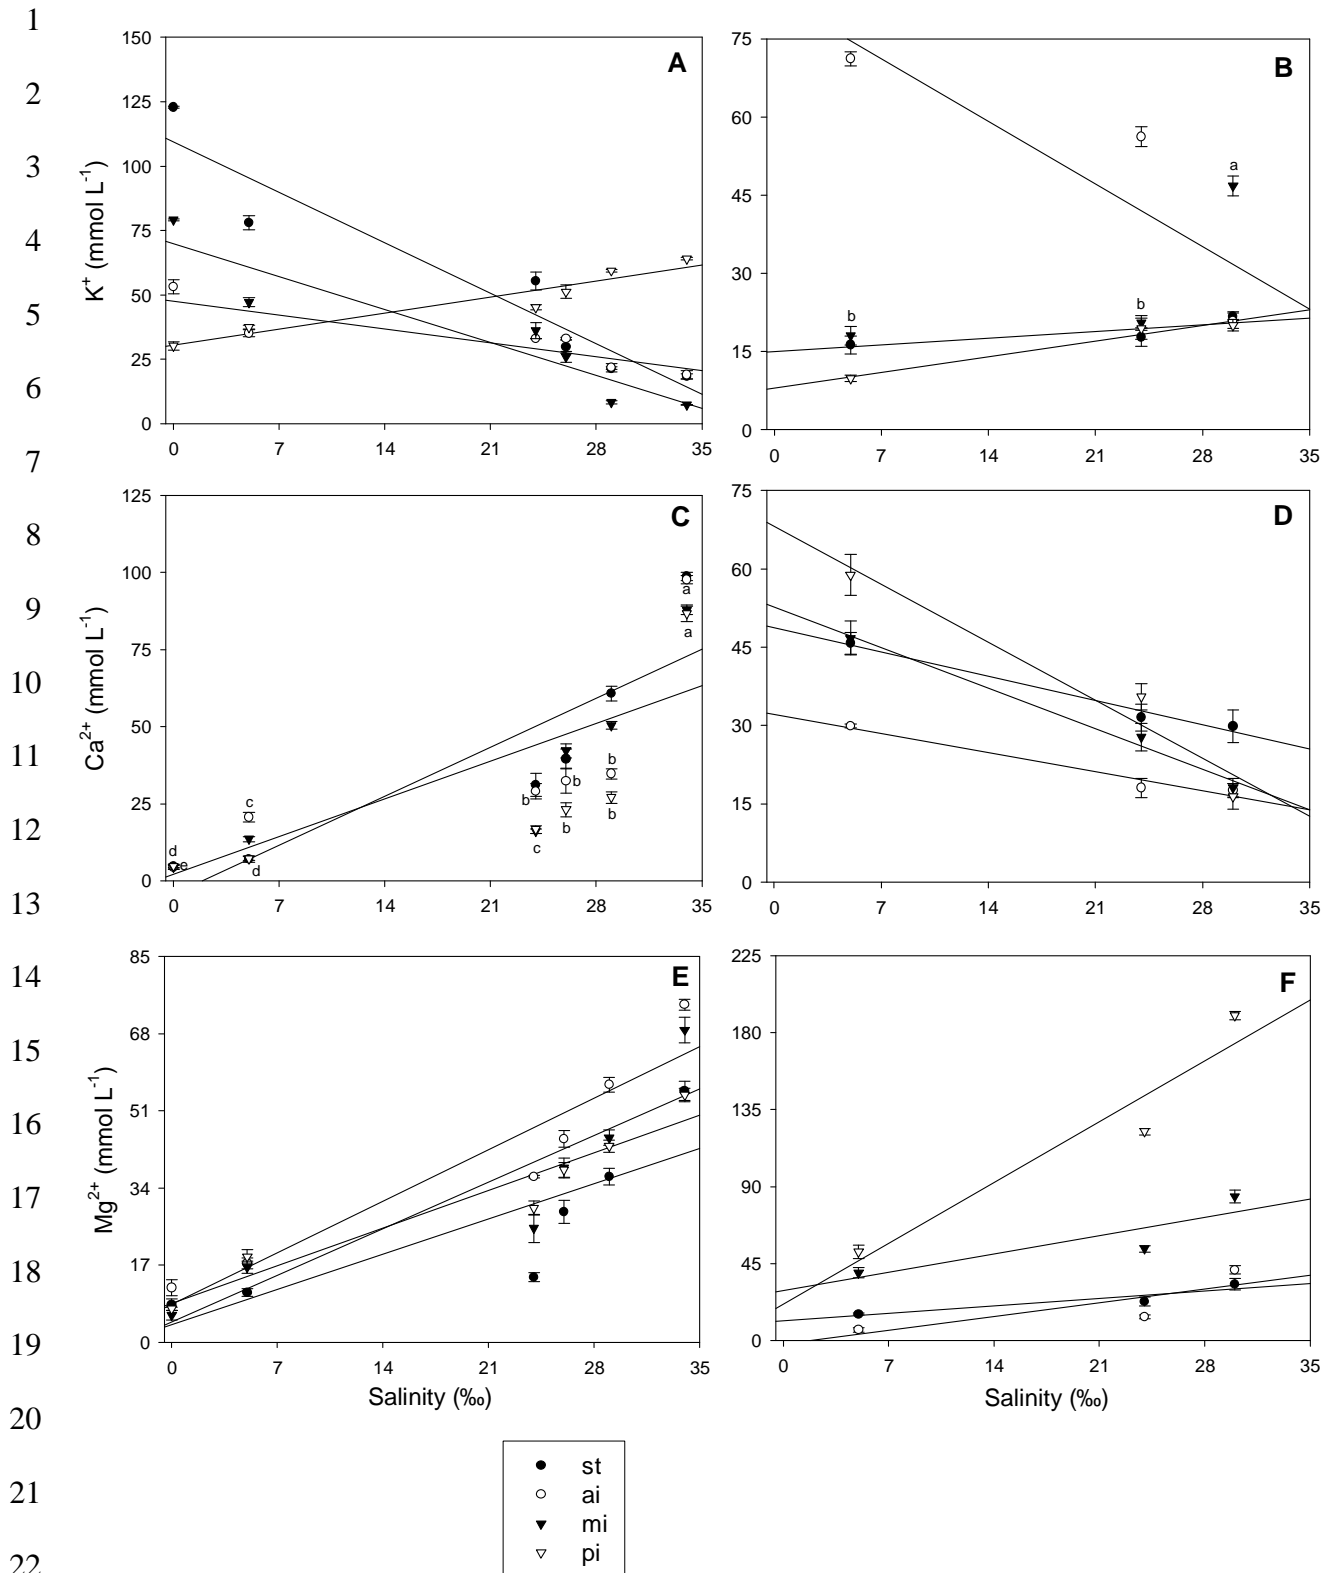 1
2
3
4
5
6
7
8
9
10
11
12
13
14
15
16
17
18
19
20
21
22
A
K+ (mmol L-1)
150
125
100
75
50
25
0
0 7 14 21 28 35
B
75
60
45
30
15
0
a
b
b
0 7 14 21 28 35
C
Ca2+ (mmol L-1)
125
100
75
50
25
0
a
a
b
b
b
c
b
b
c
d
e
d
0 7 14 21 28 35
D
75
60
45
30
15
0
0 7 14 21 28 35
E
Mg2+ (mmol L-1)
85
68
51
34
17
0
0 7 14 21 28 35
Salinity (‰)
F
225
180
135
90
45
0
0 7 14 21 28 35
Salinity (‰)
st
ai
mi
pi